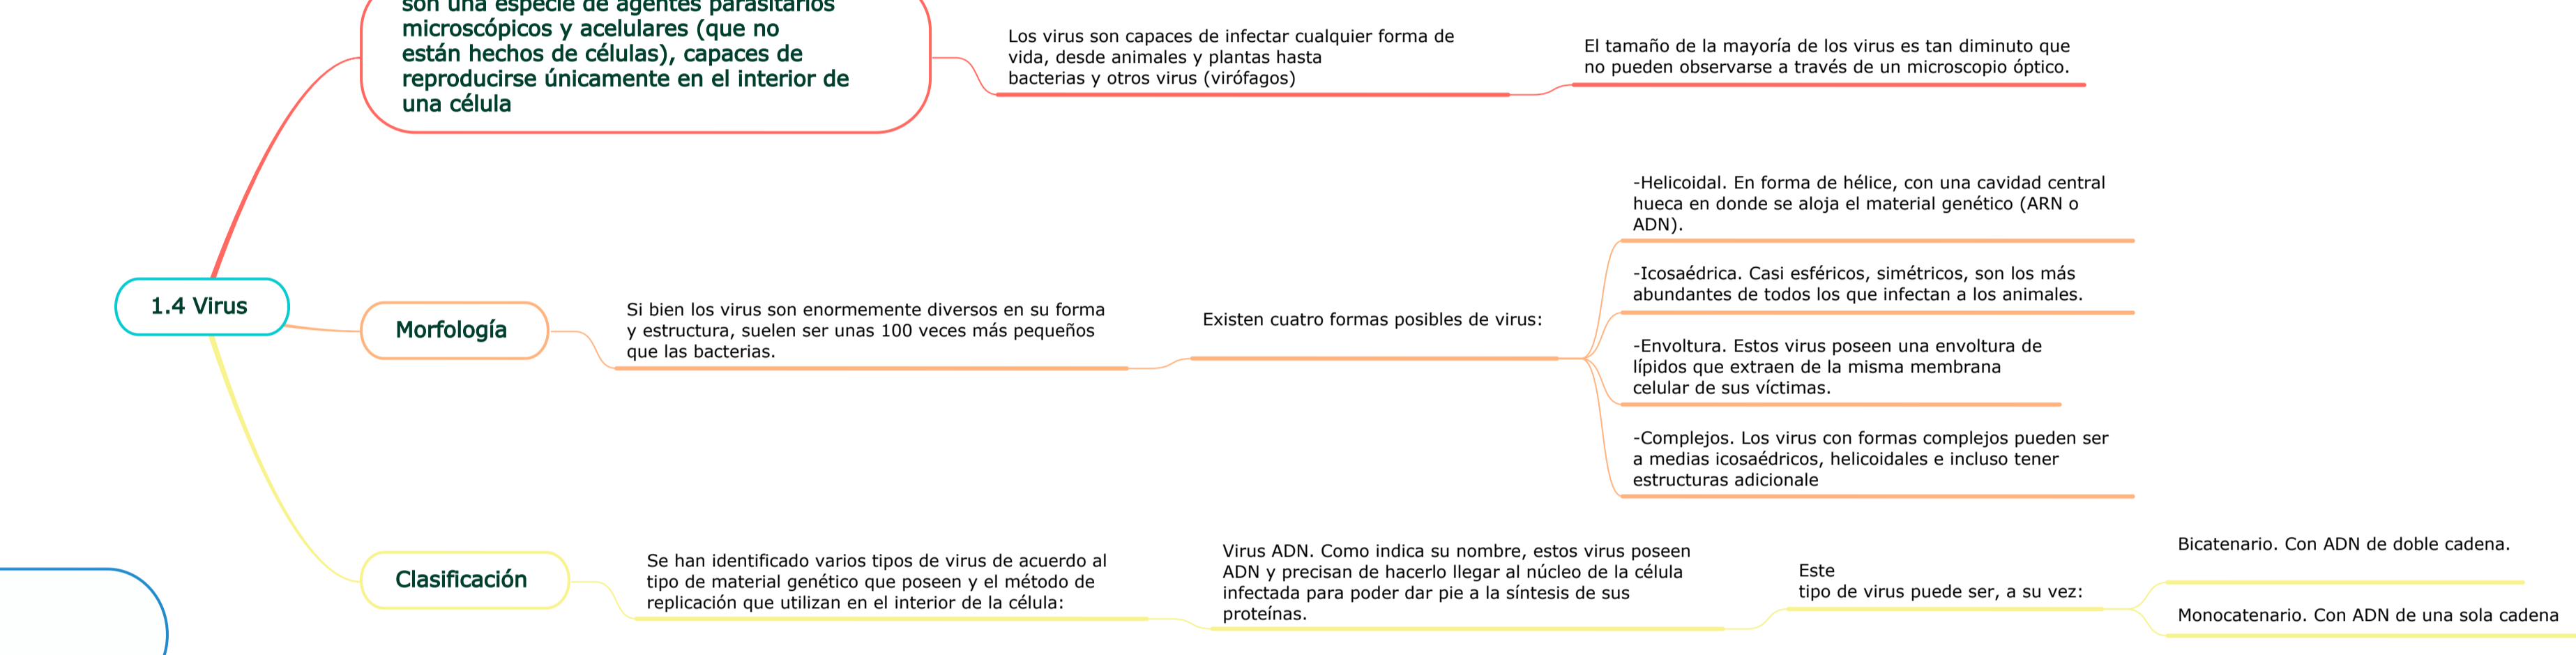 son una especie de agentes parasitarios
microscópicos y acelulares (que no
están hechos de células), capaces de
reproducirse únicamente en el interior de
una célula
Los virus son capaces de infectar cualquier forma de
vida, desde animales y plantas hasta
bacterias y otros virus (virófagos)
El tamaño de la mayoría de los virus es tan diminuto que
no pueden observarse a través de un microscopio óptico.
1.4 Virus
Morfología
Si bien los virus son enormemente diversos en su forma
y estructura, suelen ser unas 100 veces más pequeños
que las bacterias.
Existen cuatro formas posibles de virus:
-Helicoidal. En forma de hélice, con una cavidad central
hueca en donde se aloja el material genético (ARN o
ADN).
-Icosaédrica. Casi esféricos, simétricos, son los más
abundantes de todos los que infectan a los animales.
-Envoltura. Estos virus poseen una envoltura de
lípidos que extraen de la misma membrana
celular de sus víctimas.
-Complejos. Los virus con formas complejos pueden ser
a medias icosaédricos, helicoidales e incluso tener
estructuras adicionale
Clasificación
Se han identificado varios tipos de virus de acuerdo al
tipo de material genético que poseen y el método de
replicación que utilizan en el interior de la célula:
Virus ADN. Como indica su nombre, estos virus poseen
ADN y precisan de hacerlo llegar al núcleo de la célula
infectada para poder dar pie a la síntesis de sus
proteínas.
Este
tipo de virus puede ser, a su vez:
Bicatenario. Con ADN de doble cadena.
Monocatenario. Con ADN de una sola cadena